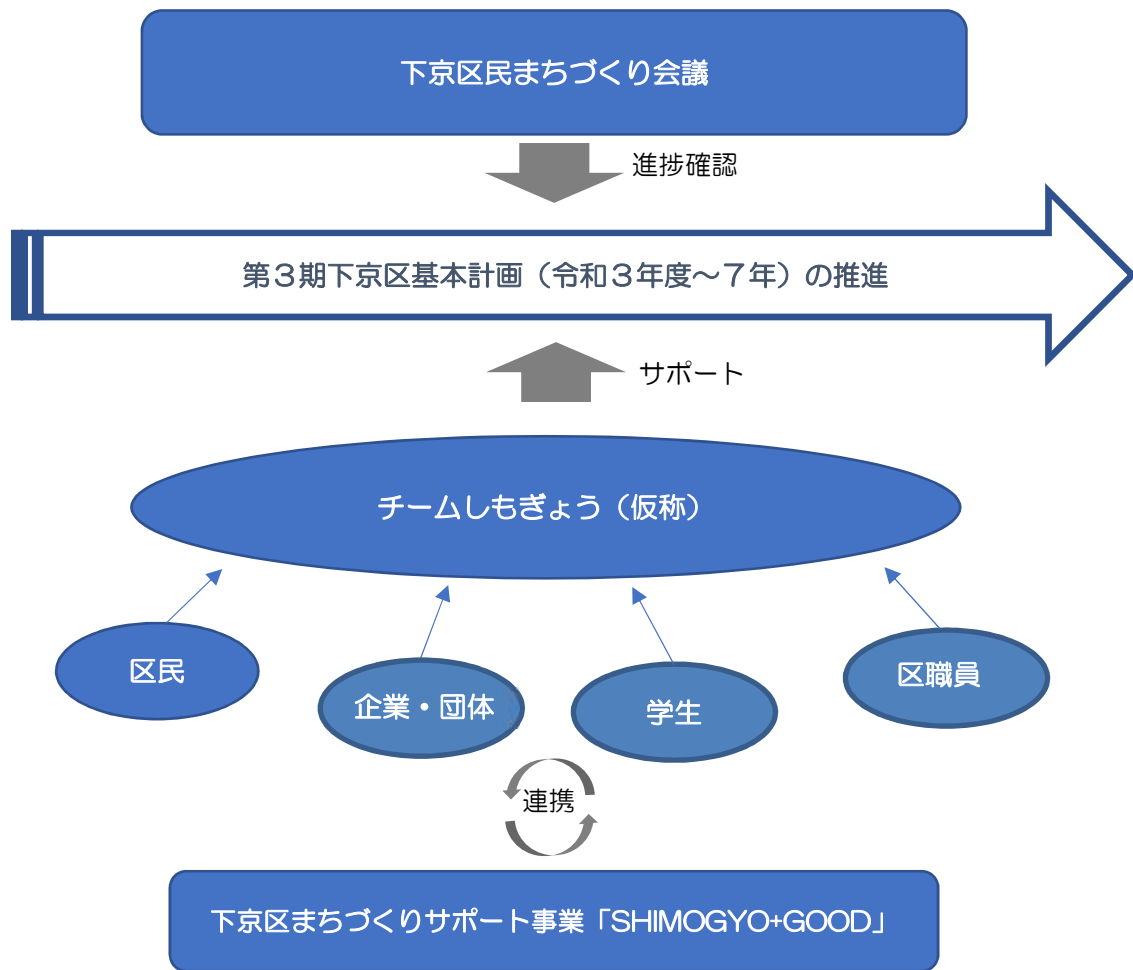 下京区民まちづくり会議
進捗確認
第３期下京区基本計画（令和３年度～７年）の推進
サポート
チームしもぎょう（仮称）
区民
企業・団体
学生
区職員
連携
下京区まちづくりサポート事業「SHIMOGYO+GOOD」